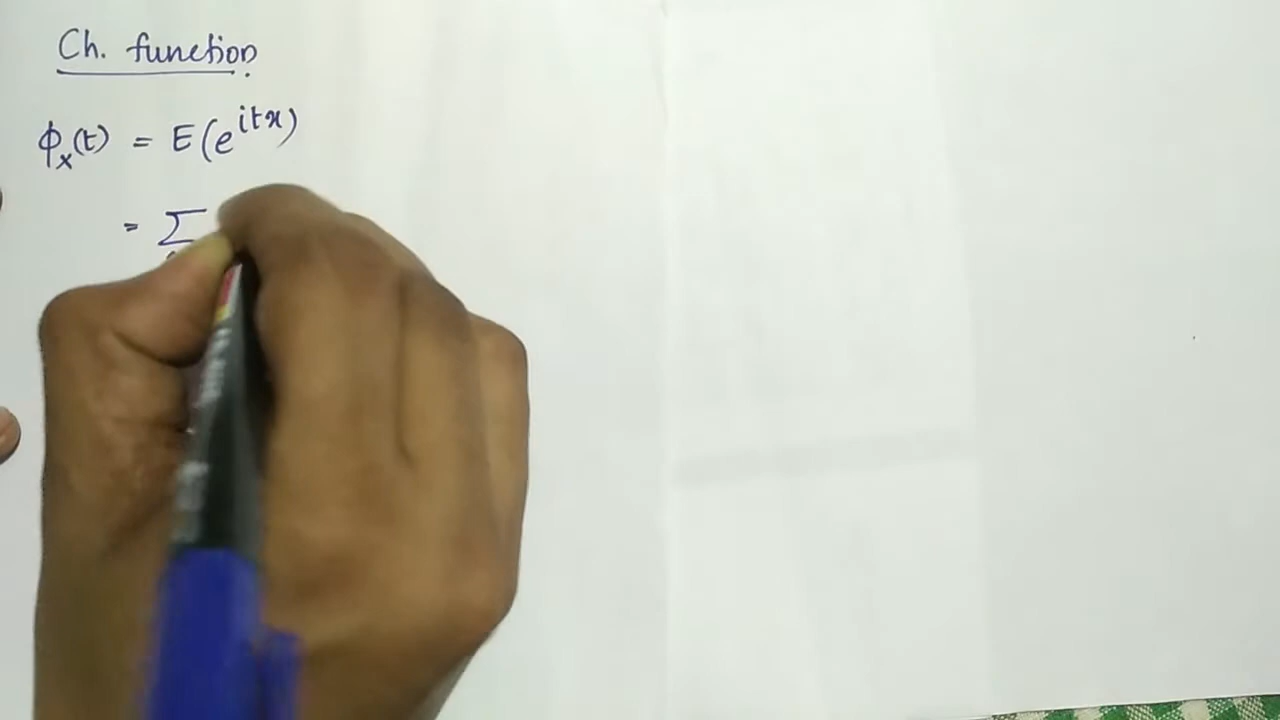 Ch. function.
ϕₓ(t) = E(e^{itx})
= Σ